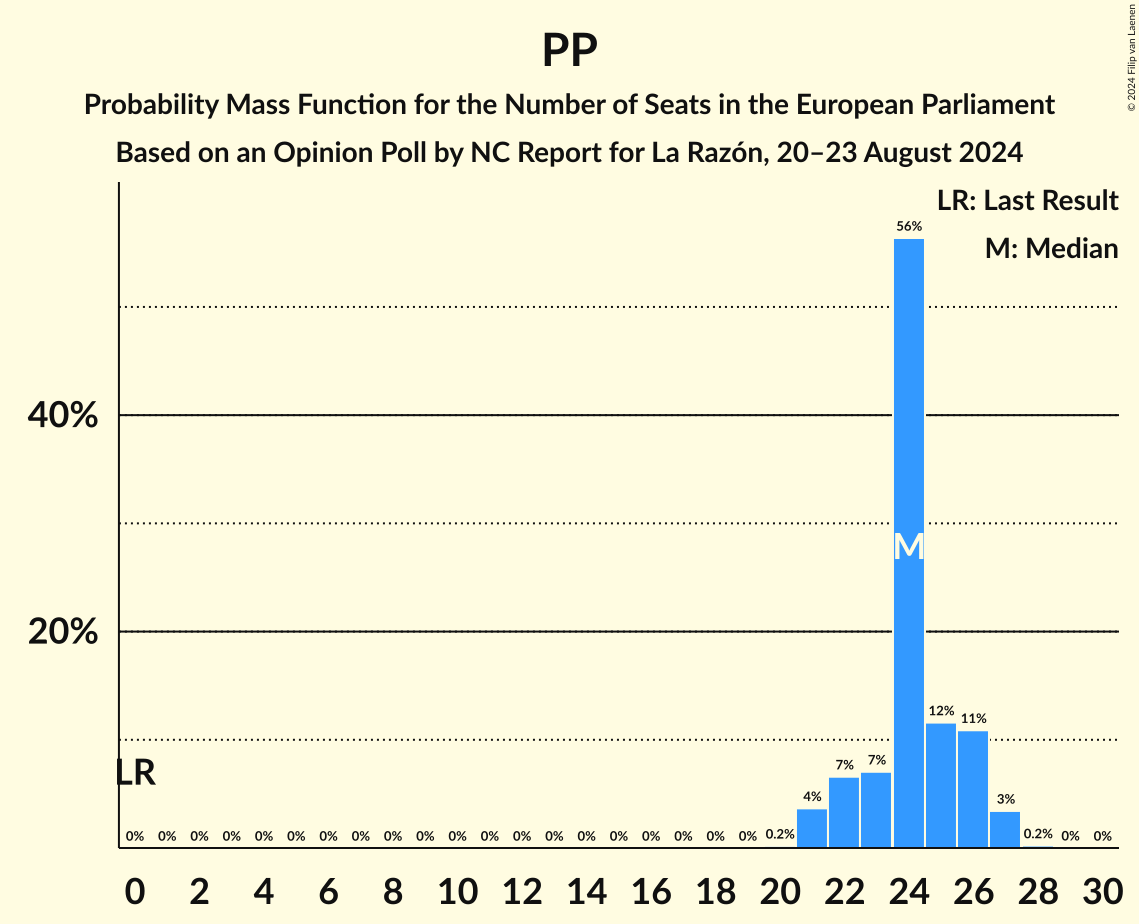 PP
Probability Mass Function for the Number of Seats in the European Parliament
Based on an Opinion Poll by NC Report for La Razón, 20–23 August 2024
© 2024 Filip van Laenen
LR: Last Result
M: Median
56%
40%
M
20%
12%
11%
7%
7%
LR
4%
3%
0% 0% 0% 0% 0% 0% 0% 0% 0% 0% 0% 0% 0% 0% 0% 0% 0% 0% 0% 0% 0.2% 0.2% 0% 0%
0 2 4 6 8 10 12 14 16 18 20 22 24 26 28 30